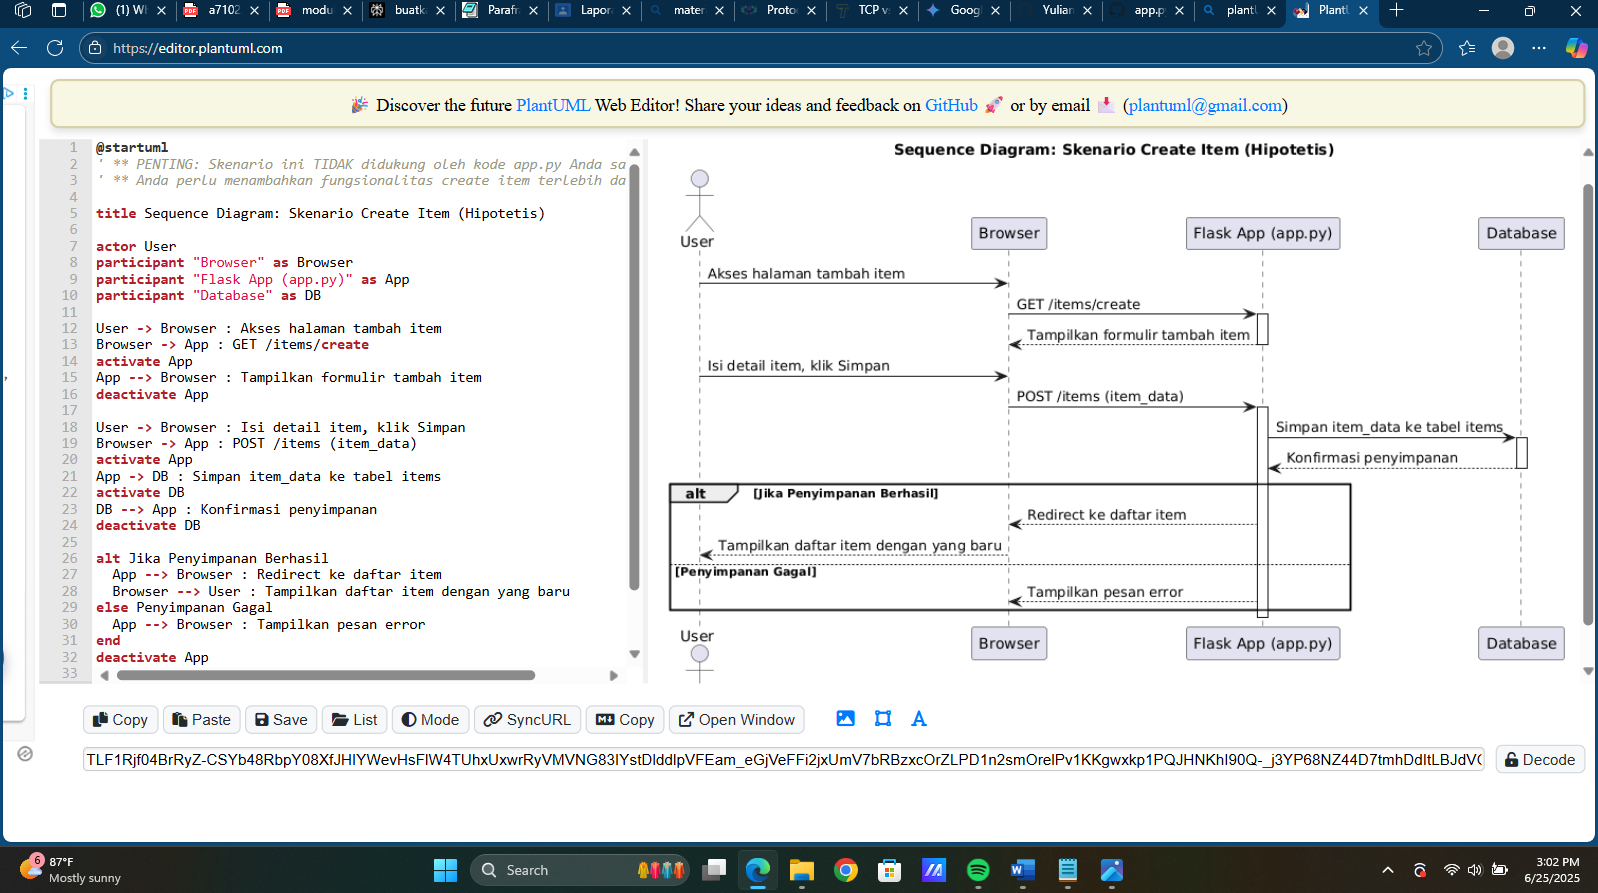 (1) Wh
a7102
modu
buatka
Parafr
Lapora
mater
Proto
TCP vs
Googl
Yulian
app.p
plantu
Plantl
https://editor.plantuml.com
Discover the future PlantUML Web Editor! Share your ideas and feedback on GitHub 🚀 or by email 📩 (plantuml@gmail.com)
1 @startuml
2 ' ** PENTING: Skenario ini TIDAK didukung oleh kode app.py Anda sa
3 ' ** Anda perlu menambahkan fungsionalitas create item terlebih da
4
5 title Sequence Diagram: Skenario Create Item (Hipotetis)
6
7 actor User
8 participant "Browser" as Browser
9 participant "Flask App (app.py)" as App
10 participant "Database" as DB
11
12 User -> Browser : Akses halaman tambah item
13 Browser -> App : GET /items/create
14 activate App
15 App --> Browser : Tampilkan formulir tambah item
16 deactivate App
17
18 User -> Browser : Isi detail item, klik Simpan
19 Browser -> App : POST /items (item_data)
20 activate App
21 App -> DB : Simpan item_data ke tabel items
22 activate DB
23 DB --> App : Konfirmasi penyimpanan
24 deactivate DB
25
26 alt Jika Penyimpanan Berhasil
27 App --> Browser : Redirect ke daftar item
28 Browser --> User : Tampilkan daftar item dengan yang baru
29 else Penyimpanan Gagal
30 App --> Browser : Tampilkan pesan error
31 end
32 deactivate App
33
Sequence Diagram: Skenario Create Item (Hipotetis)
User
Browser
Flask App (app.py)
Database
Akses halaman tambah item
GET /items/create
Tampilkan formulir tambah item
Isi detail item, klik Simpan
POST /items (item_data)
Simpan item_data ke tabel items
Konfirmasi penyimpanan
alt [Jika Penyimpanan Berhasil]
Redirect ke daftar item
Tampilkan daftar item dengan yang baru
[Penyimpanan Gagal]
Tampilkan pesan error
User
Browser
Flask App (app.py)
Database
Copy
Paste
Save
List
Mode
SyncURL
Copy
Open Window
Decode
6
87°F
Mostly sunny
Search
3:02 PM
6/25/2025